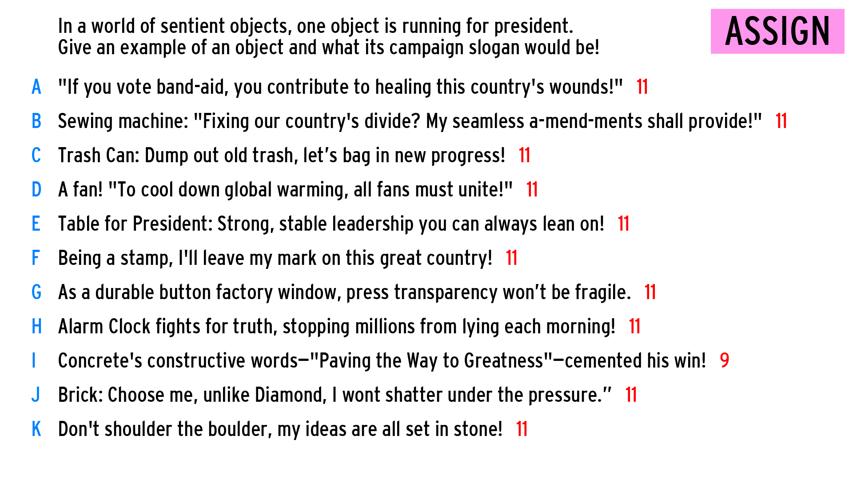 In a world of sentient objects, one object is running for president.
Give an example of an object and what its campaign slogan would be!
ASSIGN
A "If you vote band-aid, you contribute to healing this country's wounds!" 11
B Sewing machine: "Fixing our country's divide? My seamless a-mend-ments shall provide!" 11
C Trash Can: Dump out old trash, let's bag in new progress! 11
D A fan! "To cool down global warming, all fans must unite!" 11
E Table for President: Strong, stable leadership you can always lean on! 11
F Being a stamp, I'll leave my mark on this great country! 11
G As a durable button factory window, press transparency won't be fragile. 11
H Alarm Clock fights for truth, stopping millions from lying each morning! 11
I Concrete's constructive words—"Paving the Way to Greatness"—cemented his win! 9
J Brick: Choose me, unlike Diamond, I wont shatter under the pressure.” 11
K Don't shoulder the boulder, my ideas are all set in stone! 11